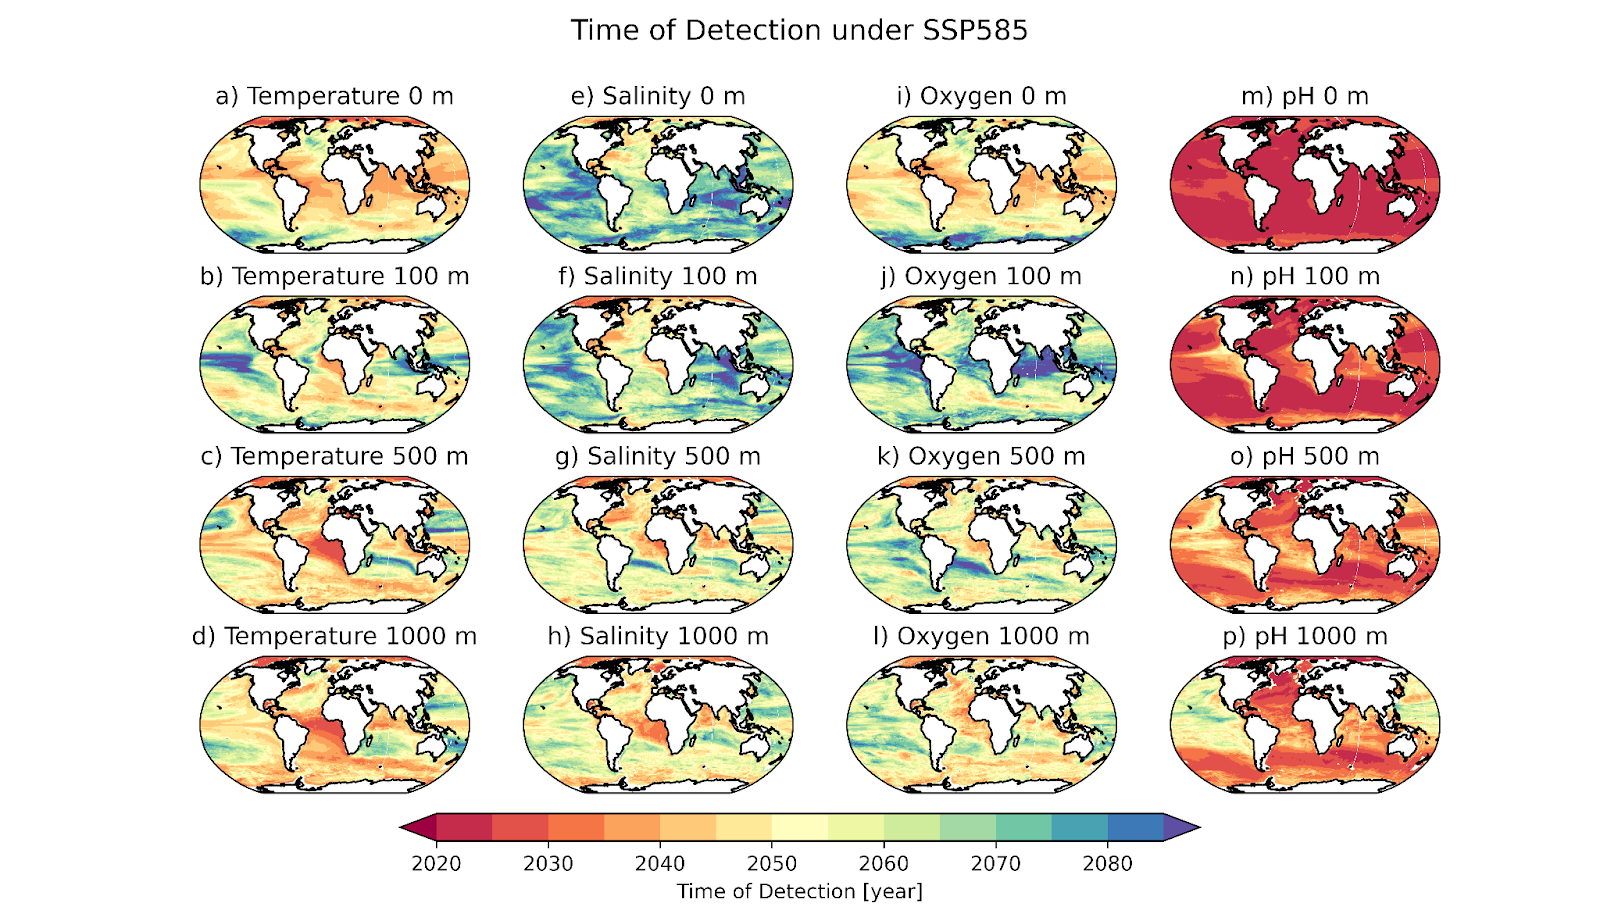 Time of Detection under SSP585
a) Temperature 0 m
e) Salinity 0 m
i) Oxygen 0 m
m) pH 0 m
b) Temperature 100 m
f) Salinity 100 m
j) Oxygen 100 m
n) pH 100 m
c) Temperature 500 m
g) Salinity 500 m
k) Oxygen 500 m
o) pH 500 m
d) Temperature 1000 m
h) Salinity 1000 m
l) Oxygen 1000 m
p) pH 1000 m
2020 2030 2040 2050 2060 2070 2080
Time of Detection [year]